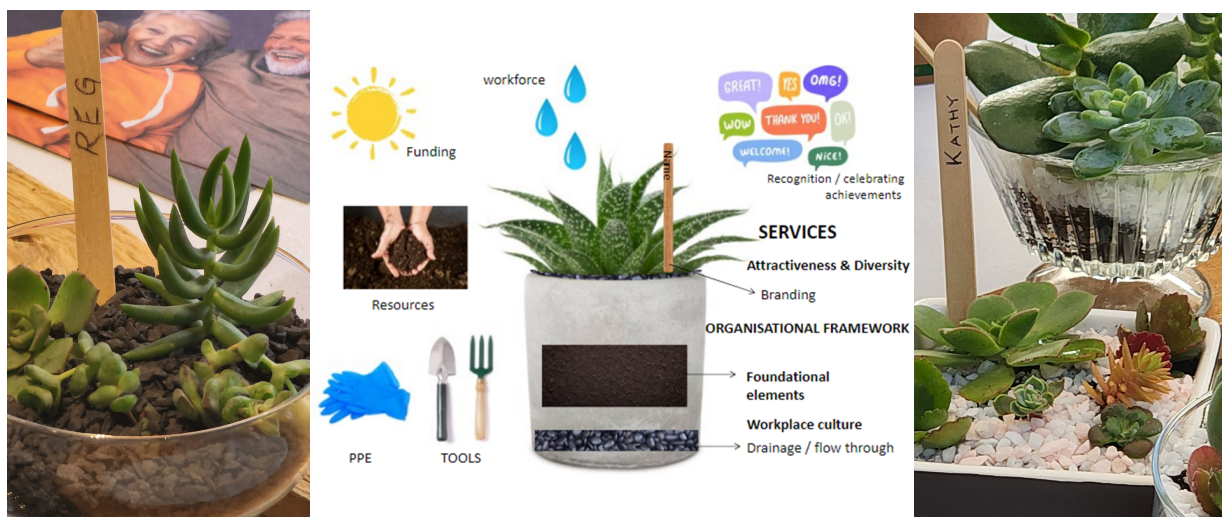 REG
Funding
workforce
GREAT!
YES
OMG!
WOW
THANK YOU!
OK!
WELCOME!
NICE!
Recognition / celebrating
achievements
Name
Resources
SERVICES
Attractiveness & Diversity
Branding
ORGANISATIONAL FRAMEWORK
Foundational
elements
Workplace culture
Drainage / flow through
PPE
TOOLS
KATHY